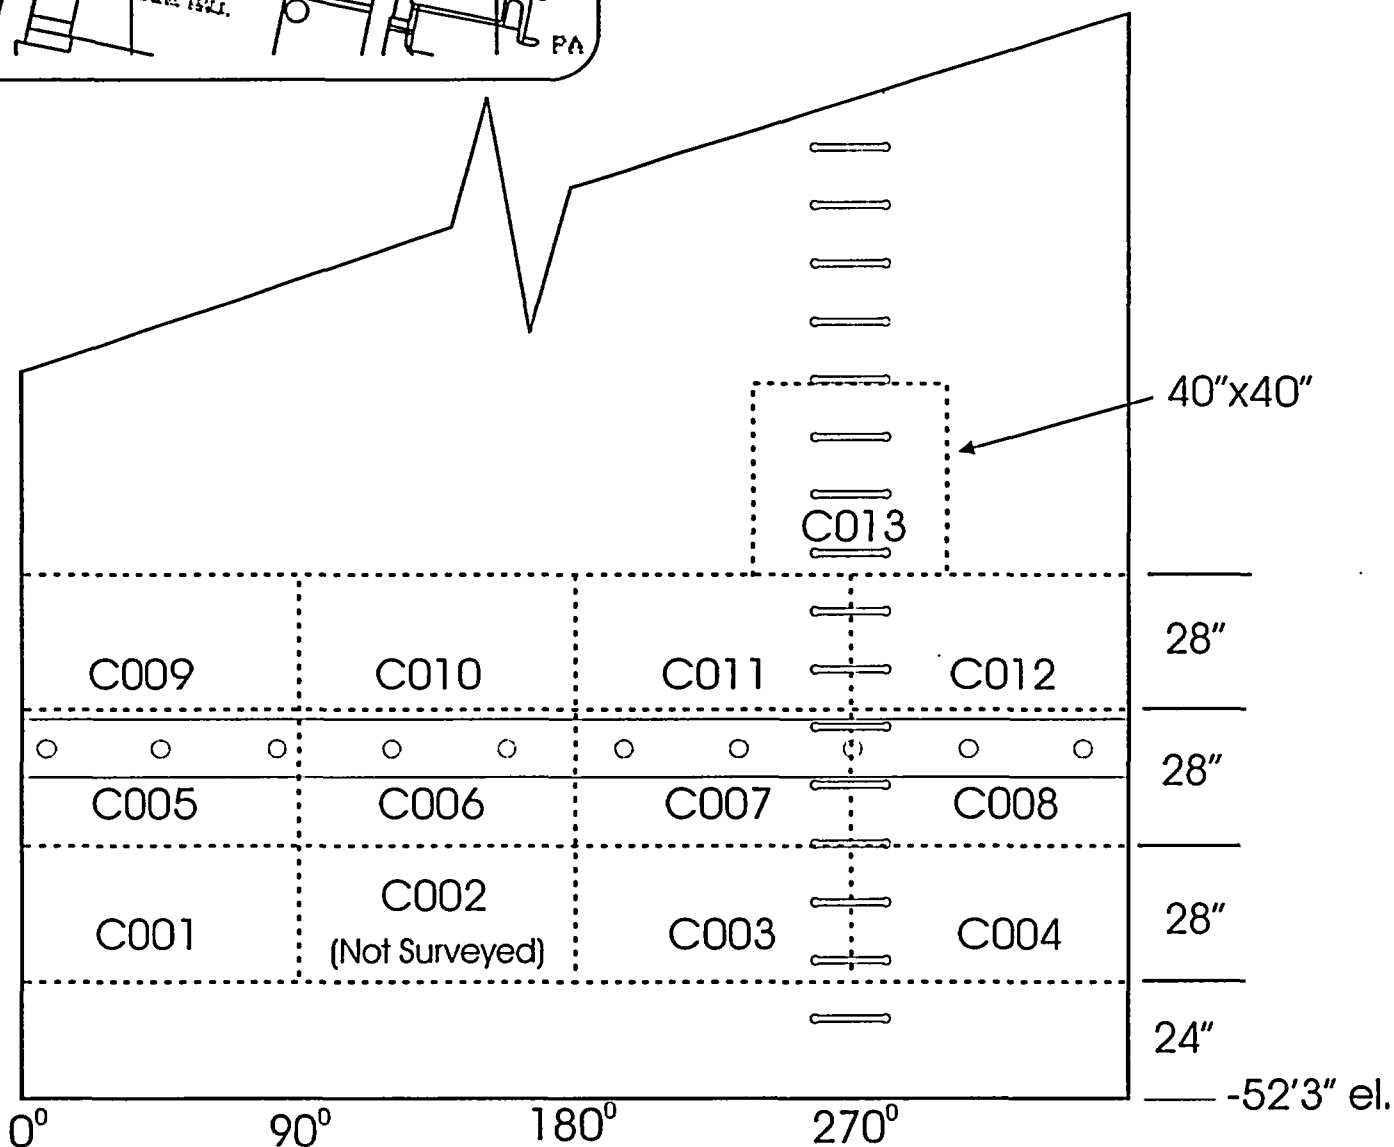 PA
40"x40"
C013
28"
C009 C010 C011 C012
28"
C005 C006 C007 C008
C002
28"
C001 (Not Surveyed) C003 C004
24"
-52'3" el.
0⁰ 90⁰ 180⁰ 270⁰